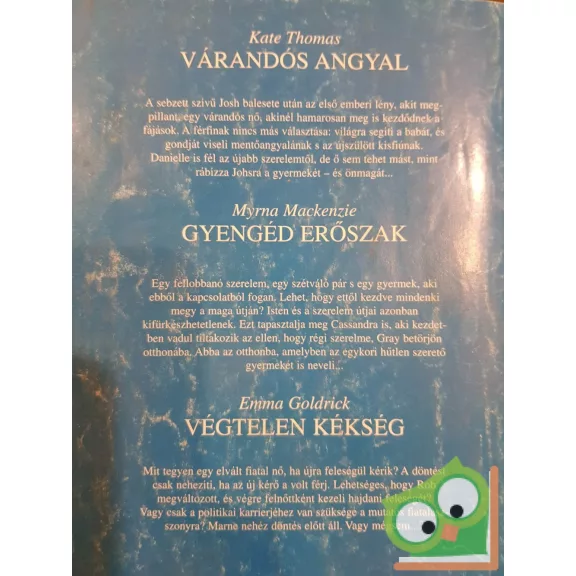 Kate Thomas
VÁRANDÓS ANGYAL
A sebzett szívű Josh balesete után az első emberi lény, akit meg-
pillant, egy várandós nő, akinél hamarosan meg is kezdődnek a
fájások. A férfinak nincs más választása: világra segíti a babát, és
gondját viseli mentőangyalának s az újszülött kisfiúnak.
Danielle is fél az újabb szerelemtől, de ő sem tehet mást, mint
rábízza Johsra a gyermekét – és önmagát...
Myrna Mackenzie
GYENGÉD ERŐSZAK
Egy fellobbanó szerelem, egy szétváló pár s egy gyermek, aki
ebből a kapcsolatból fogan. Lehet, hogy ettől kezdve mindenki
megy a maga útján? Isten és a szerelem útjai azonban
kifürkészhetetlenek. Ezt tapasztalja meg Cassandra is, aki kezdet-
ben vadul tiltakozik az ellen, hogy régi szerelme, Gray betörjön
otthonába. Abba az otthonba, amelyben az egykori hűtlen szerető
gyermekét is neveli...
Emma Goldrick
VÉGTELEN KÉKSÉG
Mit tegyen egy elvált fiatal nő, ha újra feleségül kérik? A döntést
csak nehezíti, ha az új kérő a volt férj. Lehetséges, hogy Rob
megváltozott, és végre felnőttként kezeli hajdani
Vagy csak a politikai karrierjéhez van szüksége a
szonyra? Marne nehéz döntés előtt áll. Vagy